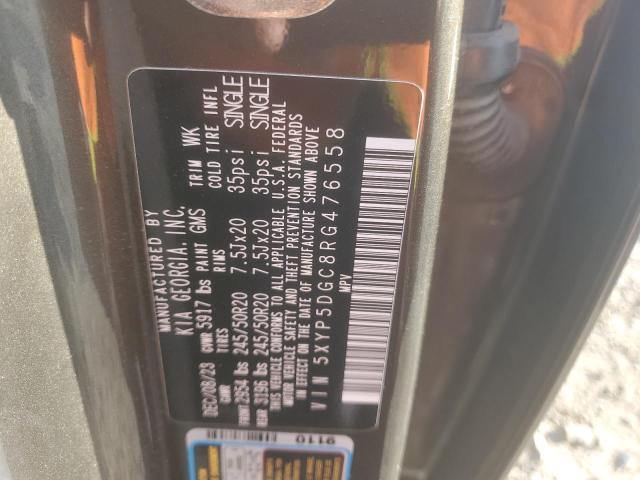 MANUFACTURED BY
KIA GEORGIA, INC.
DEC/08/23 GVWR 5917 lbs PAINT GMS TRIM WK
GAWR TIRES RIMS COLD TIRE INFL
FRONT 2954 lbs 245/50R20 7.5Jx20 35psi SINGLE
REAR 3196 lbs 245/50R20 7.5Jx20 35psi SINGLE
THIS VEHICLE CONFORMS TO ALL APPLICABLE U.S.A. FEDERAL
MOTOR VEHICLE SAFETY AND THEFT PREVENTION STANDARDS
IN EFFECT ON THE DATE OF MANUFACTURE SHOWN ABOVE
VIN 5XYP5DGC8RG476558
MPV
9110